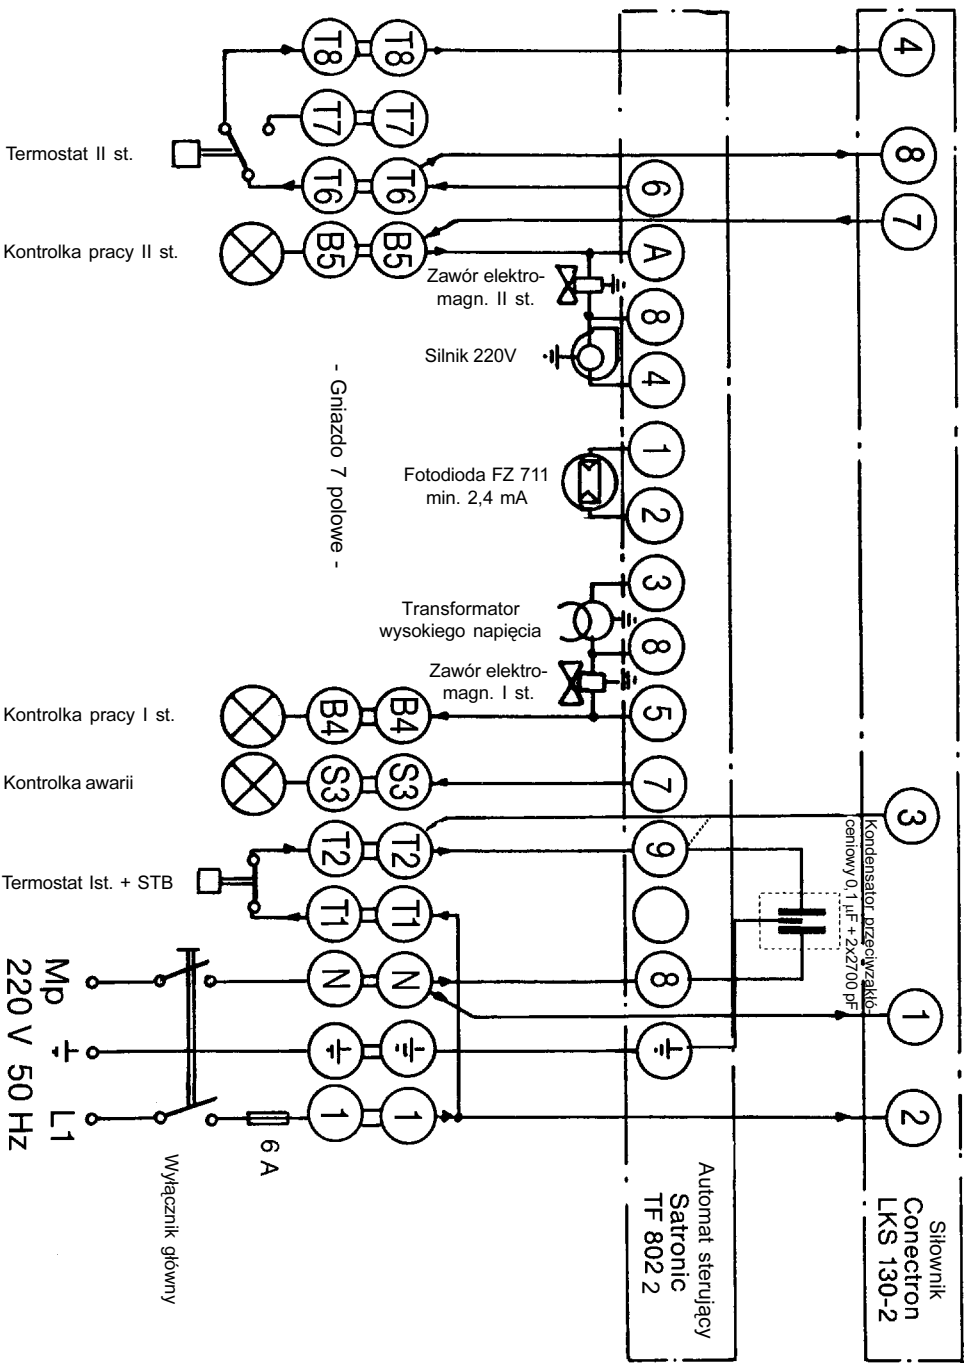 T8 T8 4
T7 T7
Termostat II st.
T6 T6 6 8
7
Kontrolka pracy II st.
B5 B5 A
Zawór elektro-
magn. II st.
8
Silnik 220V
4
- Gniazdo 7 polowe -
1
Fotodioda FZ 711
min. 2,4 mA
2
3
Transformator
wysokiego napięcia
8
Zawór elektro-
magn. I st.
Kontrolka pracy I st.
B4 B4 5
Kontrolka awarii
S3 S3 7
3
T2 T2 9
Kondensator przeciwzakłó-
ceniowy 0,1 µF + 2x2700 pF
Termostat Ist. + STB
T1 T1
N N 8
1
Mp ⏚ L1
220 V 50 Hz
1 1 2
6 A
Wyłącznik główny
Automat sterujący
Satronic
TF 802 2
Siłownik
Conectron
LKS 130-2